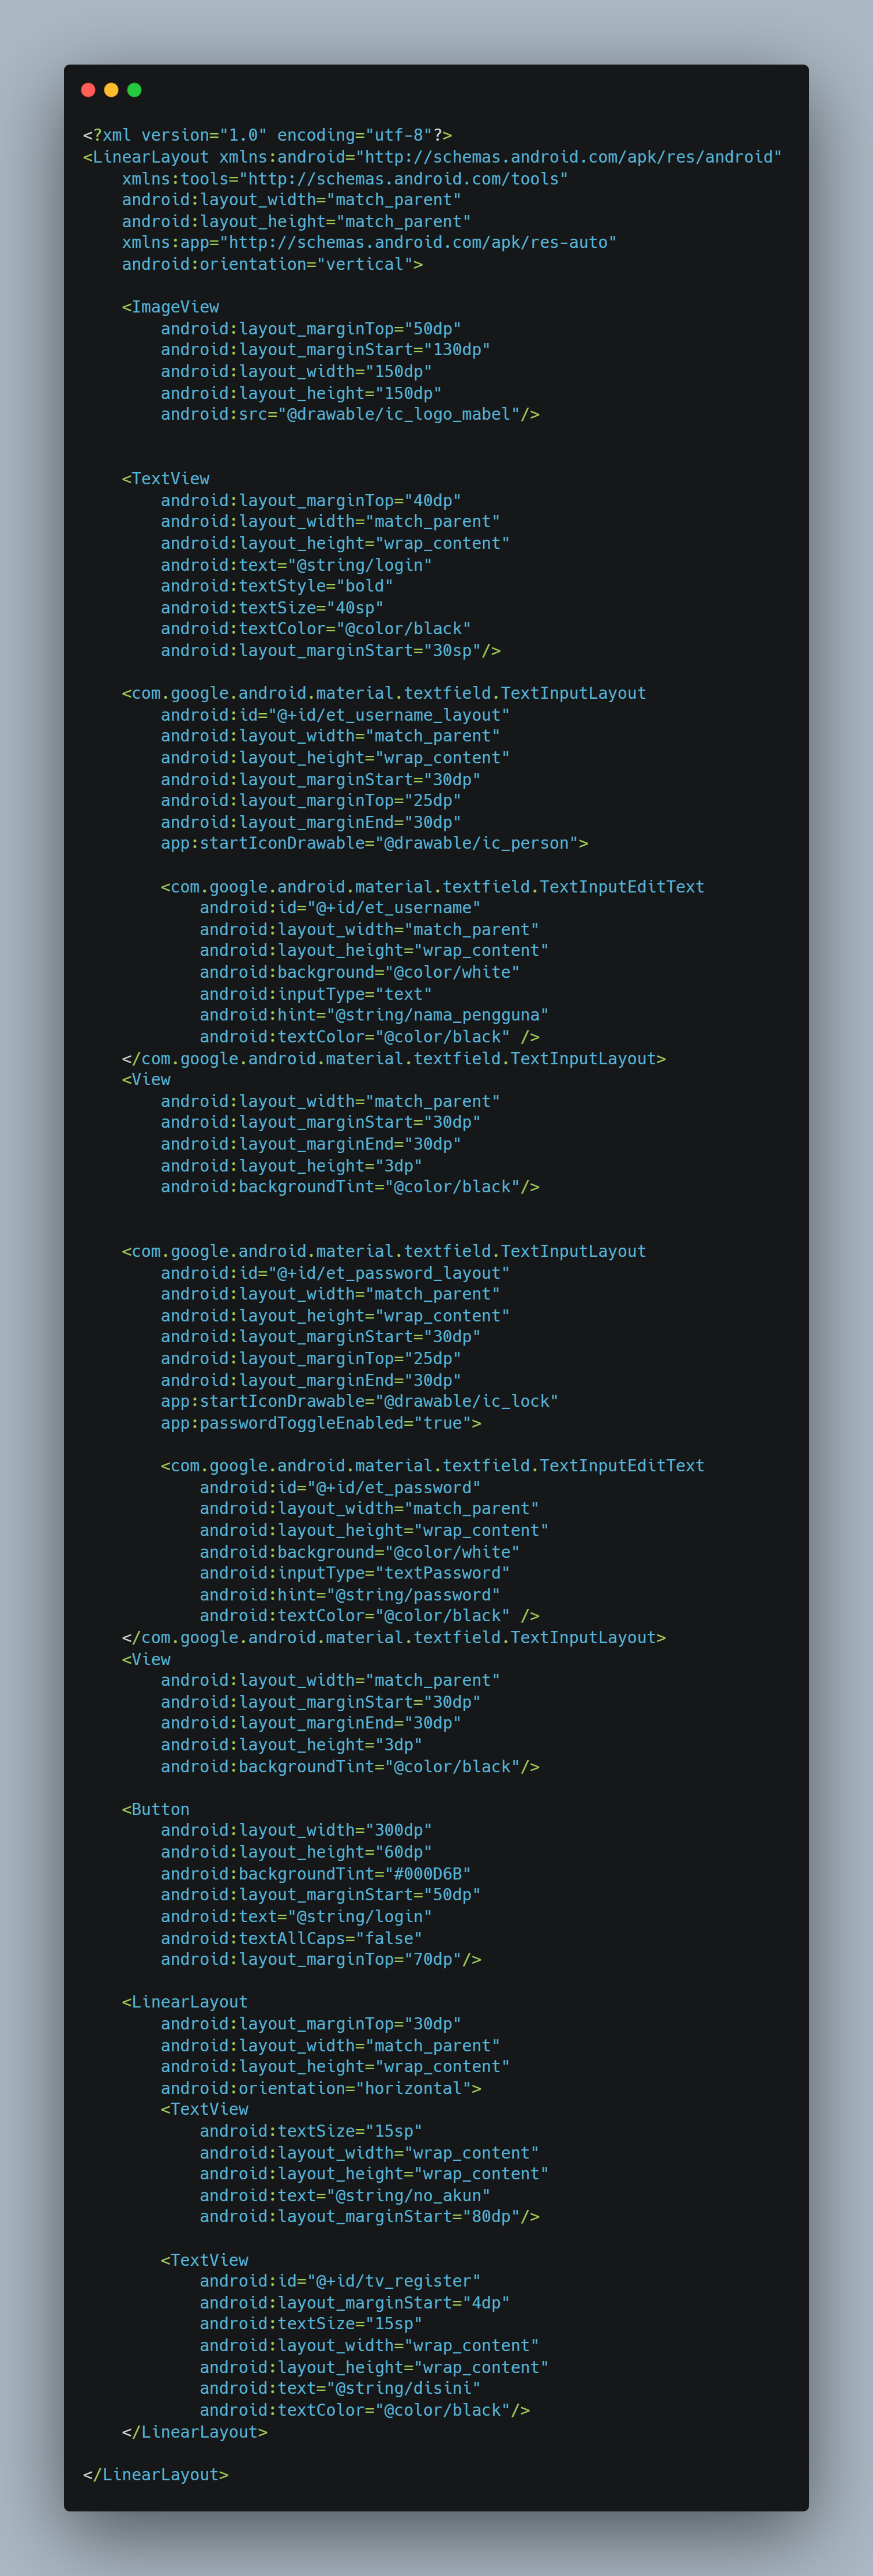 <?xml version="1.0" encoding="utf-8"?>
<LinearLayout xmlns:android="http://schemas.android.com/apk/res/android"
    xmlns:tools="http://schemas.android.com/tools"
    android:layout_width="match_parent"
    android:layout_height="match_parent"
    xmlns:app="http://schemas.android.com/apk/res-auto"
    android:orientation="vertical">

    <ImageView
        android:layout_marginTop="50dp"
        android:layout_marginStart="130dp"
        android:layout_width="150dp"
        android:layout_height="150dp"
        android:src="@drawable/ic_logo_mabel"/>


    <TextView
        android:layout_marginTop="40dp"
        android:layout_width="match_parent"
        android:layout_height="wrap_content"
        android:text="@string/login"
        android:textStyle="bold"
        android:textSize="40sp"
        android:textColor="@color/black"
        android:layout_marginStart="30sp"/>

    <com.google.android.material.textfield.TextInputLayout
        android:id="@+id/et_username_layout"
        android:layout_width="match_parent"
        android:layout_height="wrap_content"
        android:layout_marginStart="30dp"
        android:layout_marginTop="25dp"
        android:layout_marginEnd="30dp"
        app:startIconDrawable="@drawable/ic_person">

        <com.google.android.material.textfield.TextInputEditText
            android:id="@+id/et_username"
            android:layout_width="match_parent"
            android:layout_height="wrap_content"
            android:background="@color/white"
            android:inputType="text"
            android:hint="@string/nama_pengguna"
            android:textColor="@color/black" />
    </com.google.android.material.textfield.TextInputLayout>
    <View
        android:layout_width="match_parent"
        android:layout_marginStart="30dp"
        android:layout_marginEnd="30dp"
        android:layout_height="3dp"
        android:backgroundTint="@color/black"/>


    <com.google.android.material.textfield.TextInputLayout
        android:id="@+id/et_password_layout"
        android:layout_width="match_parent"
        android:layout_height="wrap_content"
        android:layout_marginStart="30dp"
        android:layout_marginTop="25dp"
        android:layout_marginEnd="30dp"
        app:startIconDrawable="@drawable/ic_lock"
        app:passwordToggleEnabled="true">

        <com.google.android.material.textfield.TextInputEditText
            android:id="@+id/et_password"
            android:layout_width="match_parent"
            android:layout_height="wrap_content"
            android:background="@color/white"
            android:inputType="textPassword"
            android:hint="@string/password"
            android:textColor="@color/black" />
    </com.google.android.material.textfield.TextInputLayout>
    <View
        android:layout_width="match_parent"
        android:layout_marginStart="30dp"
        android:layout_marginEnd="30dp"
        android:layout_height="3dp"
        android:backgroundTint="@color/black"/>

    <Button
        android:layout_width="300dp"
        android:layout_height="60dp"
        android:backgroundTint="#000D6B"
        android:layout_marginStart="50dp"
        android:text="@string/login"
        android:textAllCaps="false"
        android:layout_marginTop="70dp"/>

    <LinearLayout
        android:layout_marginTop="30dp"
        android:layout_width="match_parent"
        android:layout_height="wrap_content"
        android:orientation="horizontal">
        <TextView
            android:textSize="15sp"
            android:layout_width="wrap_content"
            android:layout_height="wrap_content"
            android:text="@string/no_akun"
            android:layout_marginStart="80dp"/>

        <TextView
            android:id="@+id/tv_register"
            android:layout_marginStart="4dp"
            android:textSize="15sp"
            android:layout_width="wrap_content"
            android:layout_height="wrap_content"
            android:text="@string/disini"
            android:textColor="@color/black"/>
    </LinearLayout>

</LinearLayout>